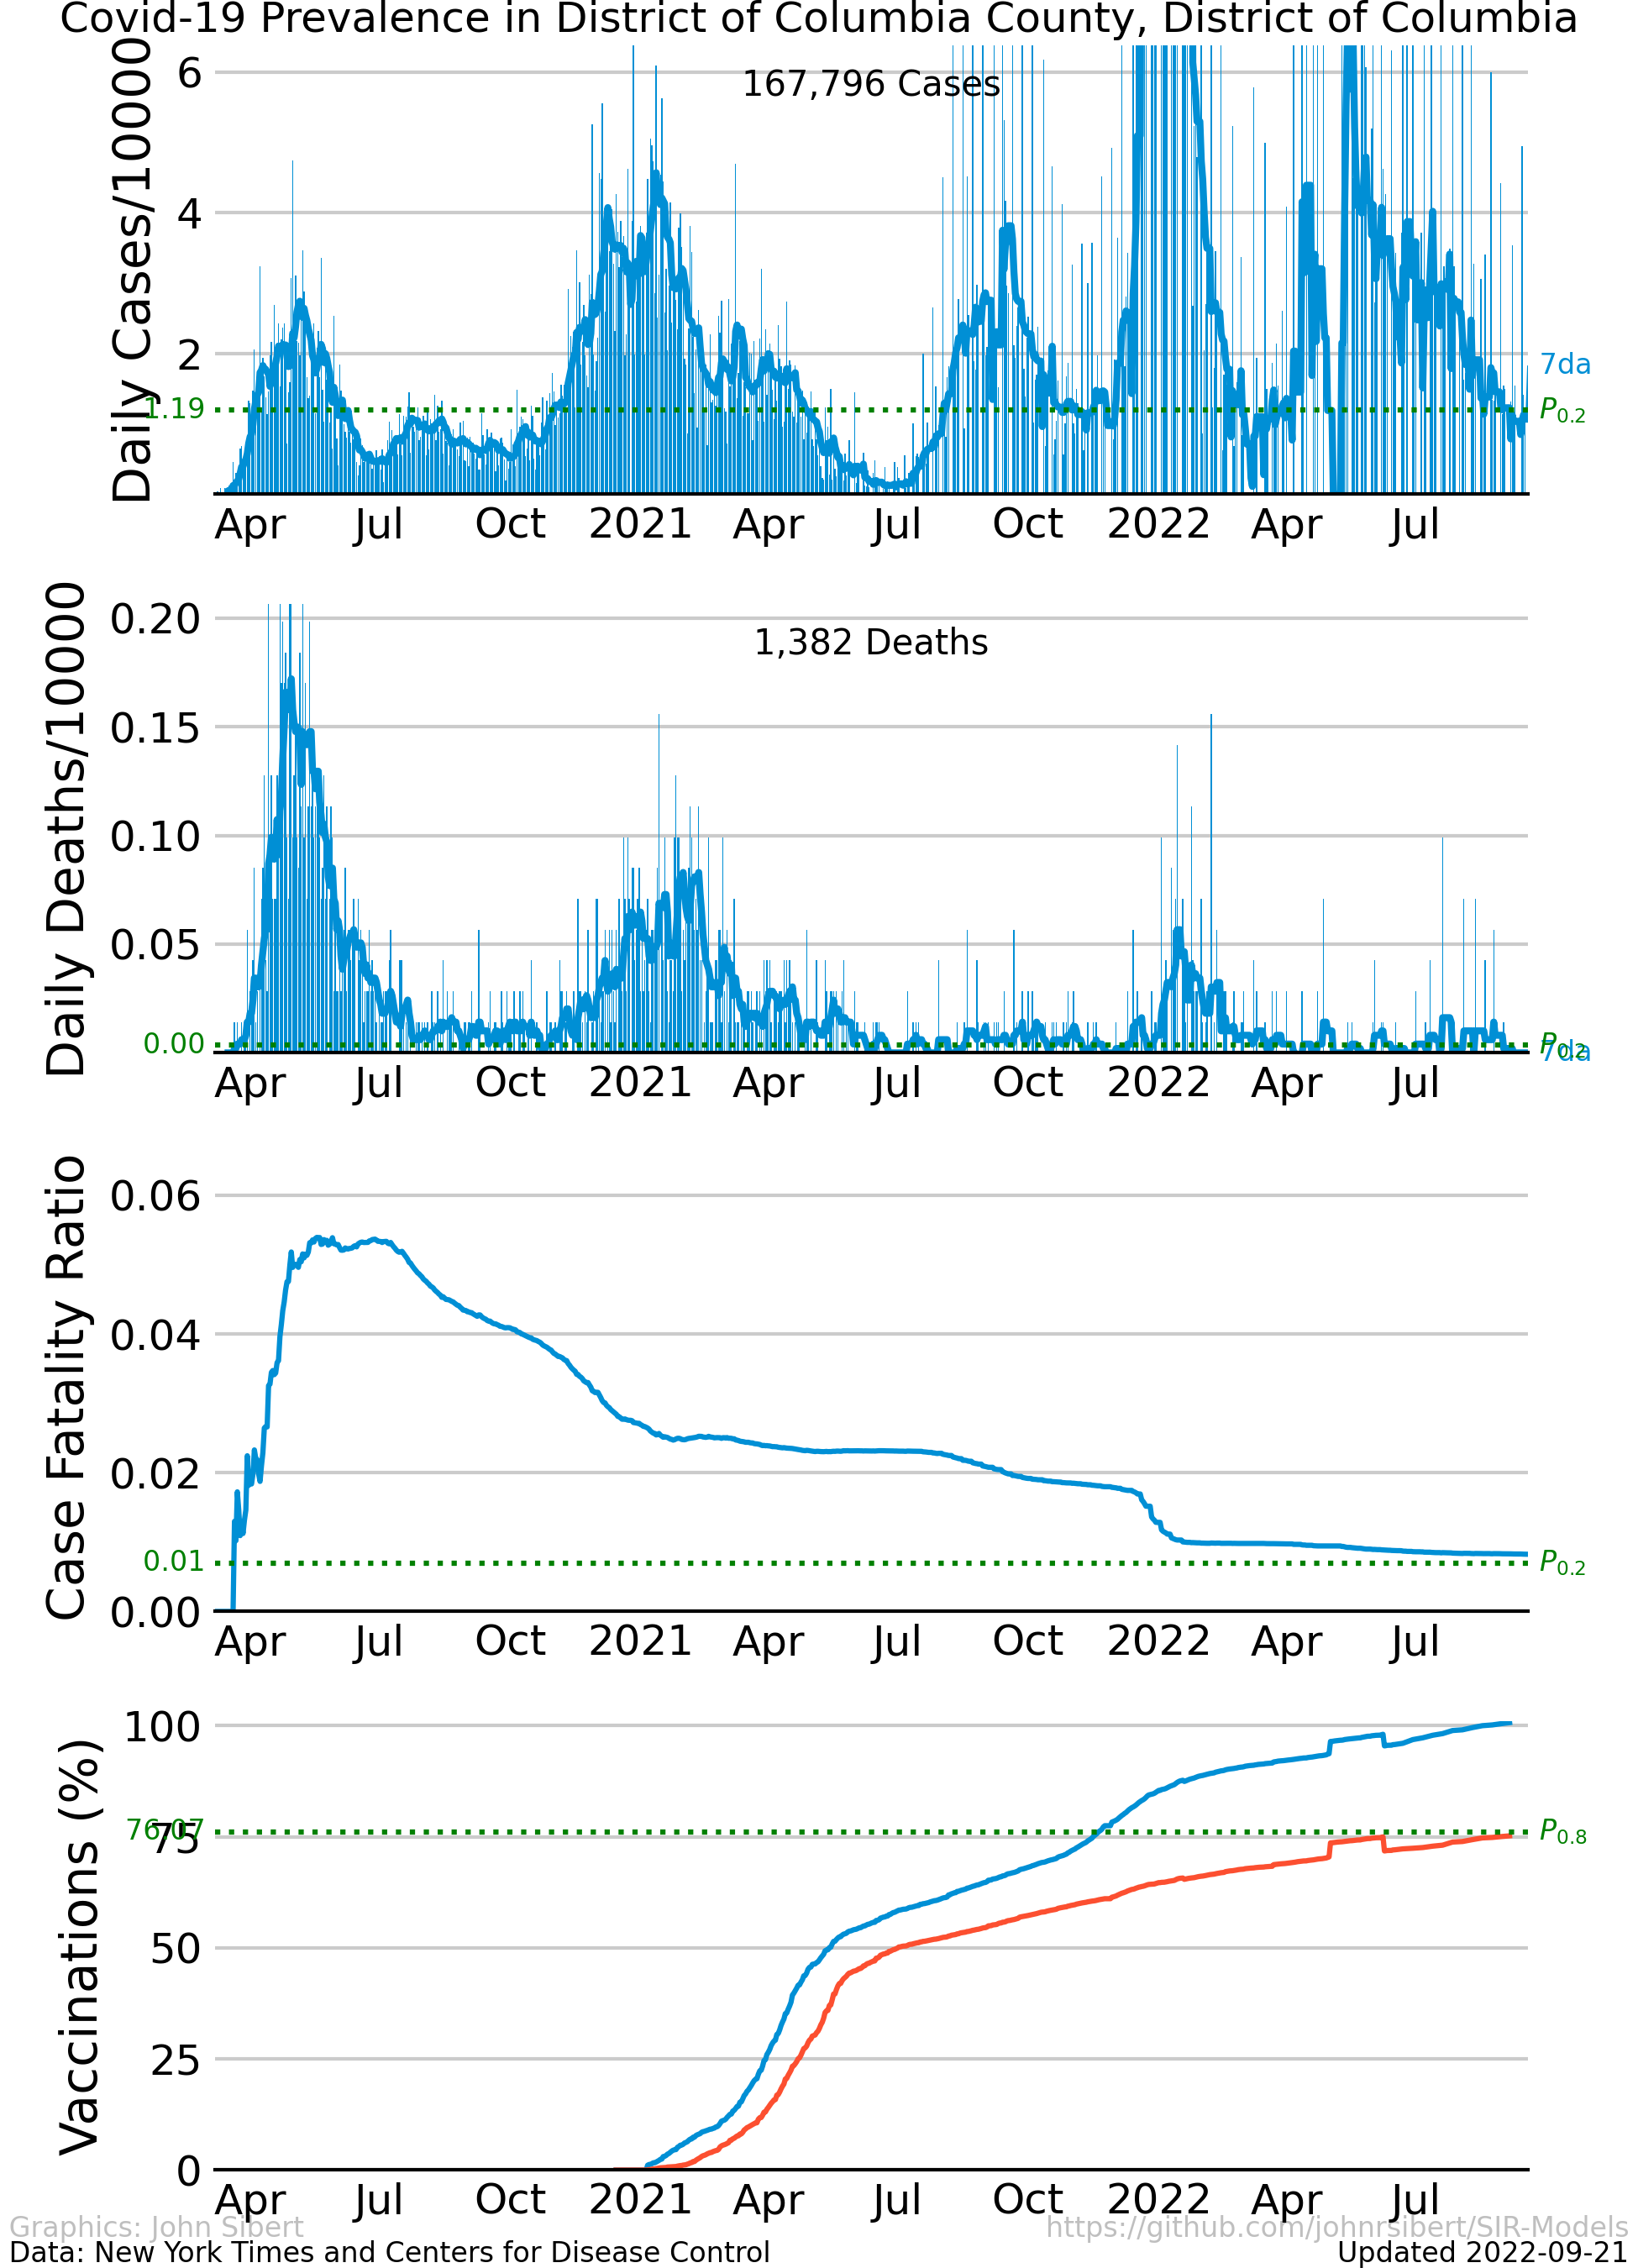 Covid-19 Prevalence in District of Columbia County, District of Columbia
Daily Cases/10000
6
4
2
1.19
167,796 Cases
7da
P0.2
Apr Jul Oct 2021 Apr Jul Oct 2022 Apr Jul
Daily Deaths/10000
0.20
0.15
0.10
0.05
0.00
1,382 Deaths
P0.2
7da
Apr Jul Oct 2021 Apr Jul Oct 2022 Apr Jul
Case Fatality Ratio
0.06
0.04
0.02
0.01
0.00
P0.2
Apr Jul Oct 2021 Apr Jul Oct 2022 Apr Jul
Vaccinations (%)
100
76.07
75
50
25
0
P0.8
Apr Jul Oct 2021 Apr Jul Oct 2022 Apr Jul
Graphics: John Sibert
https://github.com/johnrsibert/SIR-Models
Data: New York Times and Centers for Disease Control
Updated 2022-09-21